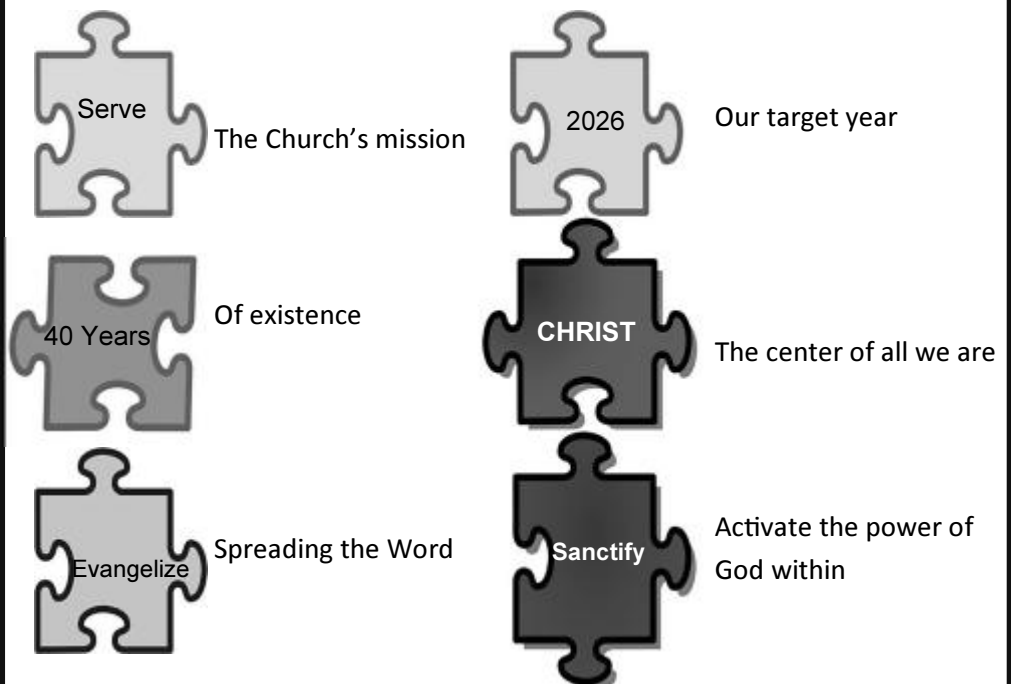 Serve
The Church’s mission
2026
Our target year
40 Years
Of existence
CHRIST
The center of all we are
Evangelize
Spreading the Word
Sanctify
Activate the power of
God within